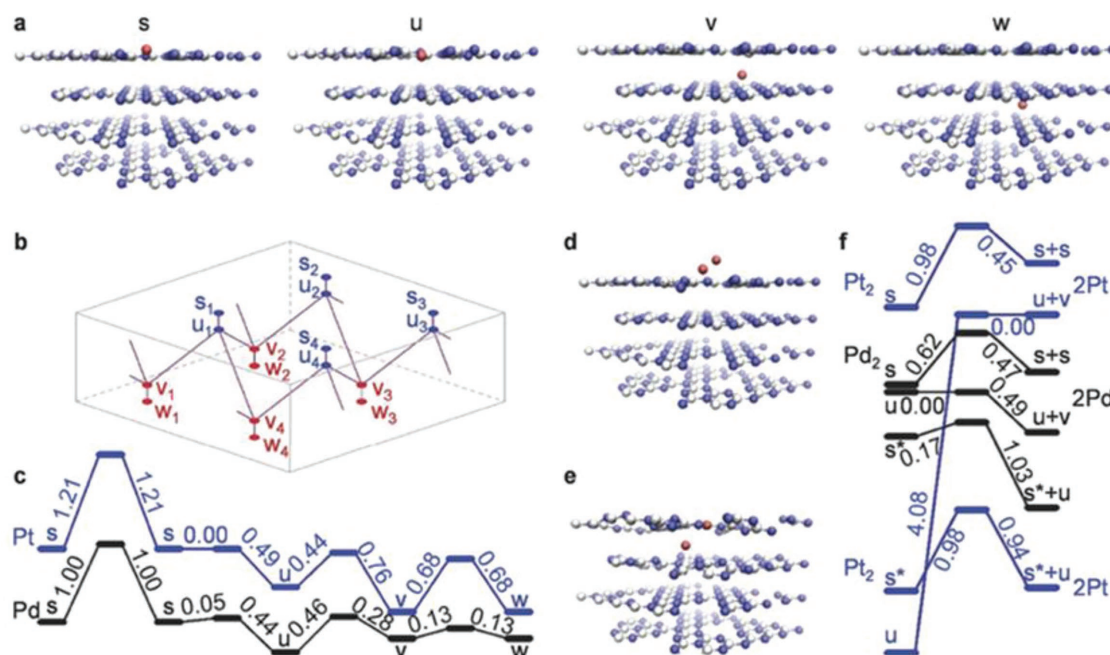 a s u v w
b
s2
u2
s1
u1
s3
u3
s4
u4
v2
w2
v1
w1
v3
w3
v4
w4
c
Pt s 1.21 1.21 s 0.00 0.49 u 0.44 0.76 v 0.68 0.68 w
Pd s 1.00 1.00 s 0.05 0.44 u 0.46 0.28 v 0.13 0.13 w
d
e
f
Pt2 s 0.98 0.45 s+s 2Pt
u+v
0.00
Pd2 s 0.62 0.47 s+s 2Pd
u 0.00 0.49 u+v
s* 0.17 1.03 s*+u
4.08
Pt2 s* 0.98 0.94 s*+u 2Pt
u